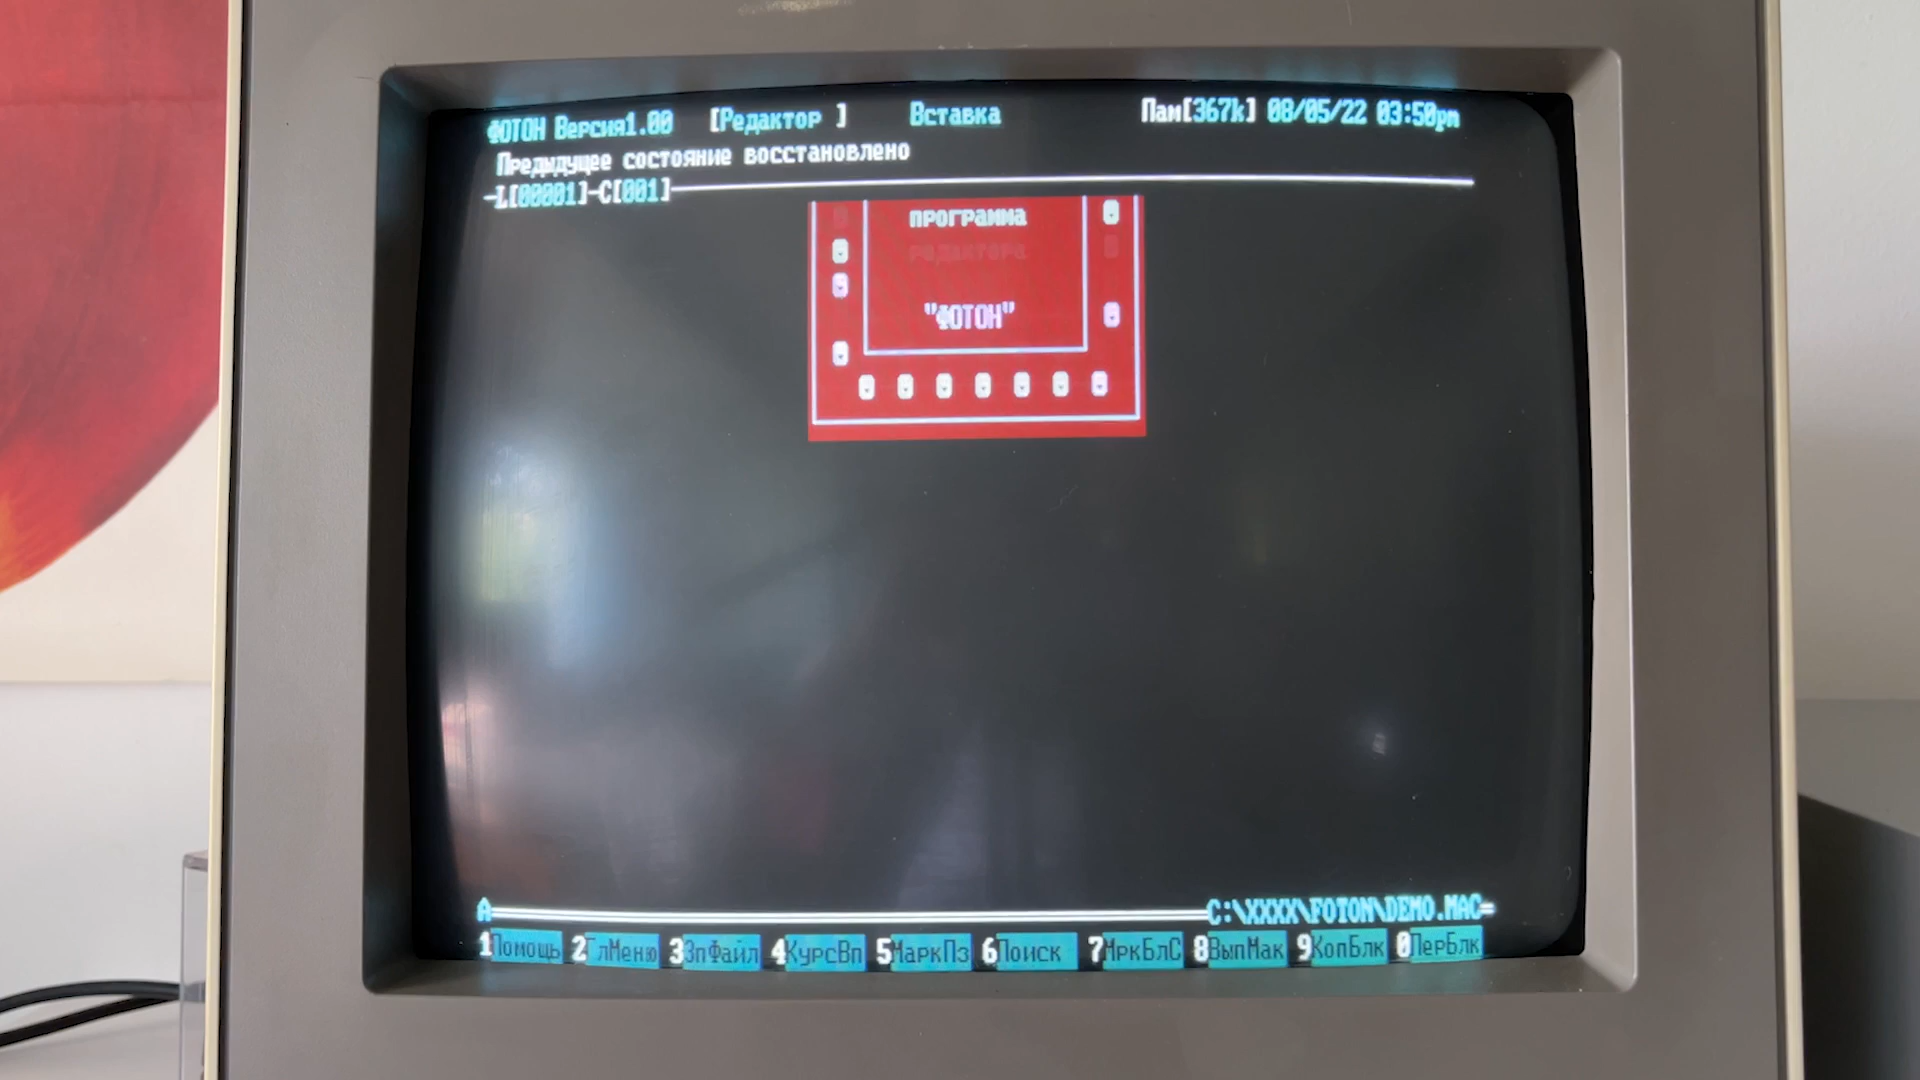 ФОТОН Версия1.00 [Редактор ] Вставка Пам[367k] 08/05/22 03:50pm
Предыдущее состояние восстановлено
L[00001]-C[001]
программа
редактора
"ФОТОН"
A C:\XXXX\FOTON\DEMO.MAC
1Помощь 2ГлМеню 3ЗпФайл 4КурсВп 5МаркПз 6Поиск 7МркБлС 8ВыпМак 9КопБлк 0ПерБлк